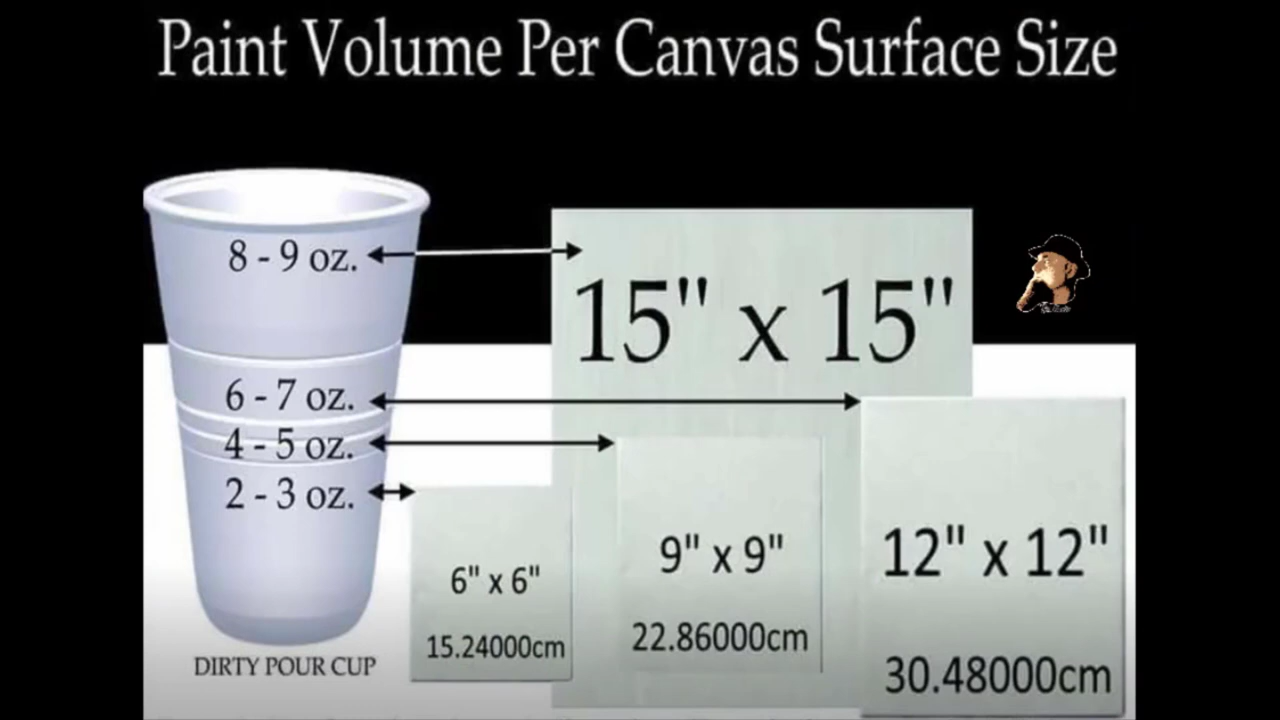 Paint Volume Per Canvas Surface Size
8 - 9 oz.
15" x 15"
6 - 7 oz.
4 - 5 oz.
2 - 3 oz.
6" x 6"
15.24000cm
9" x 9"
22.86000cm
12" x 12"
30.48000cm
DIRTY POUR CUP